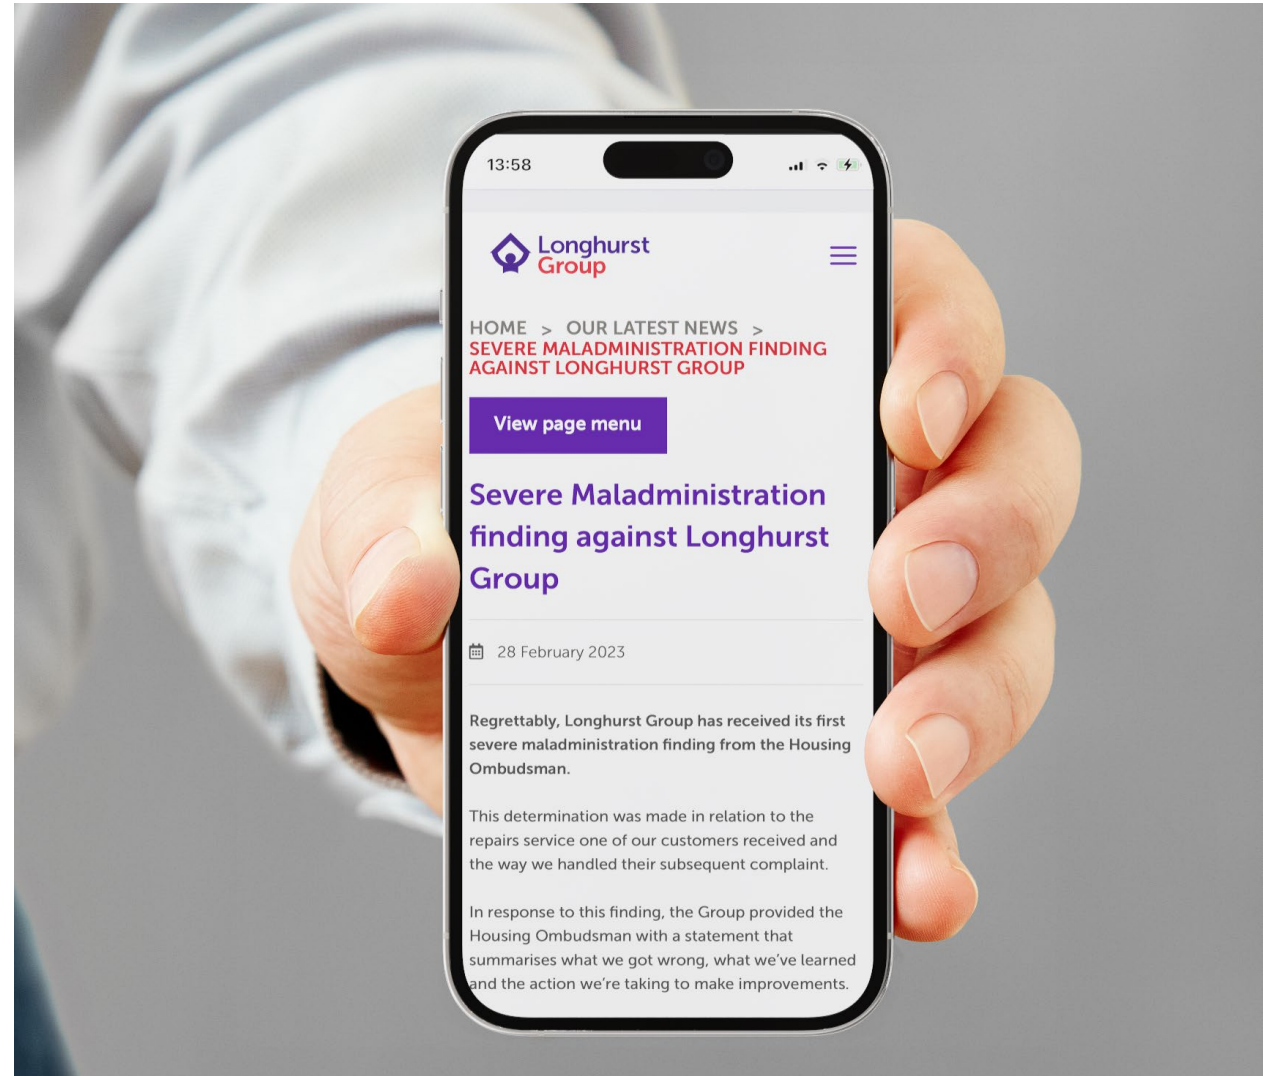 13:58
Longhurst
Group
HOME > OUR LATEST NEWS >
SEVERE MALADMINISTRATION FINDING
AGAINST LONGHURST GROUP
View page menu
Severe Maladministration
finding against Longhurst
Group
28 February 2023
Regrettably, Longhurst Group has received its first
severe maladministration finding from the Housing
Ombudsman.
This determination was made in relation to the
repairs service one of our customers received and
the way we handled their subsequent complaint.
In response to this finding, the Group provided the
Housing Ombudsman with a statement that
summarises what we got wrong, what we’ve learned
and the action we’re taking to make improvements.